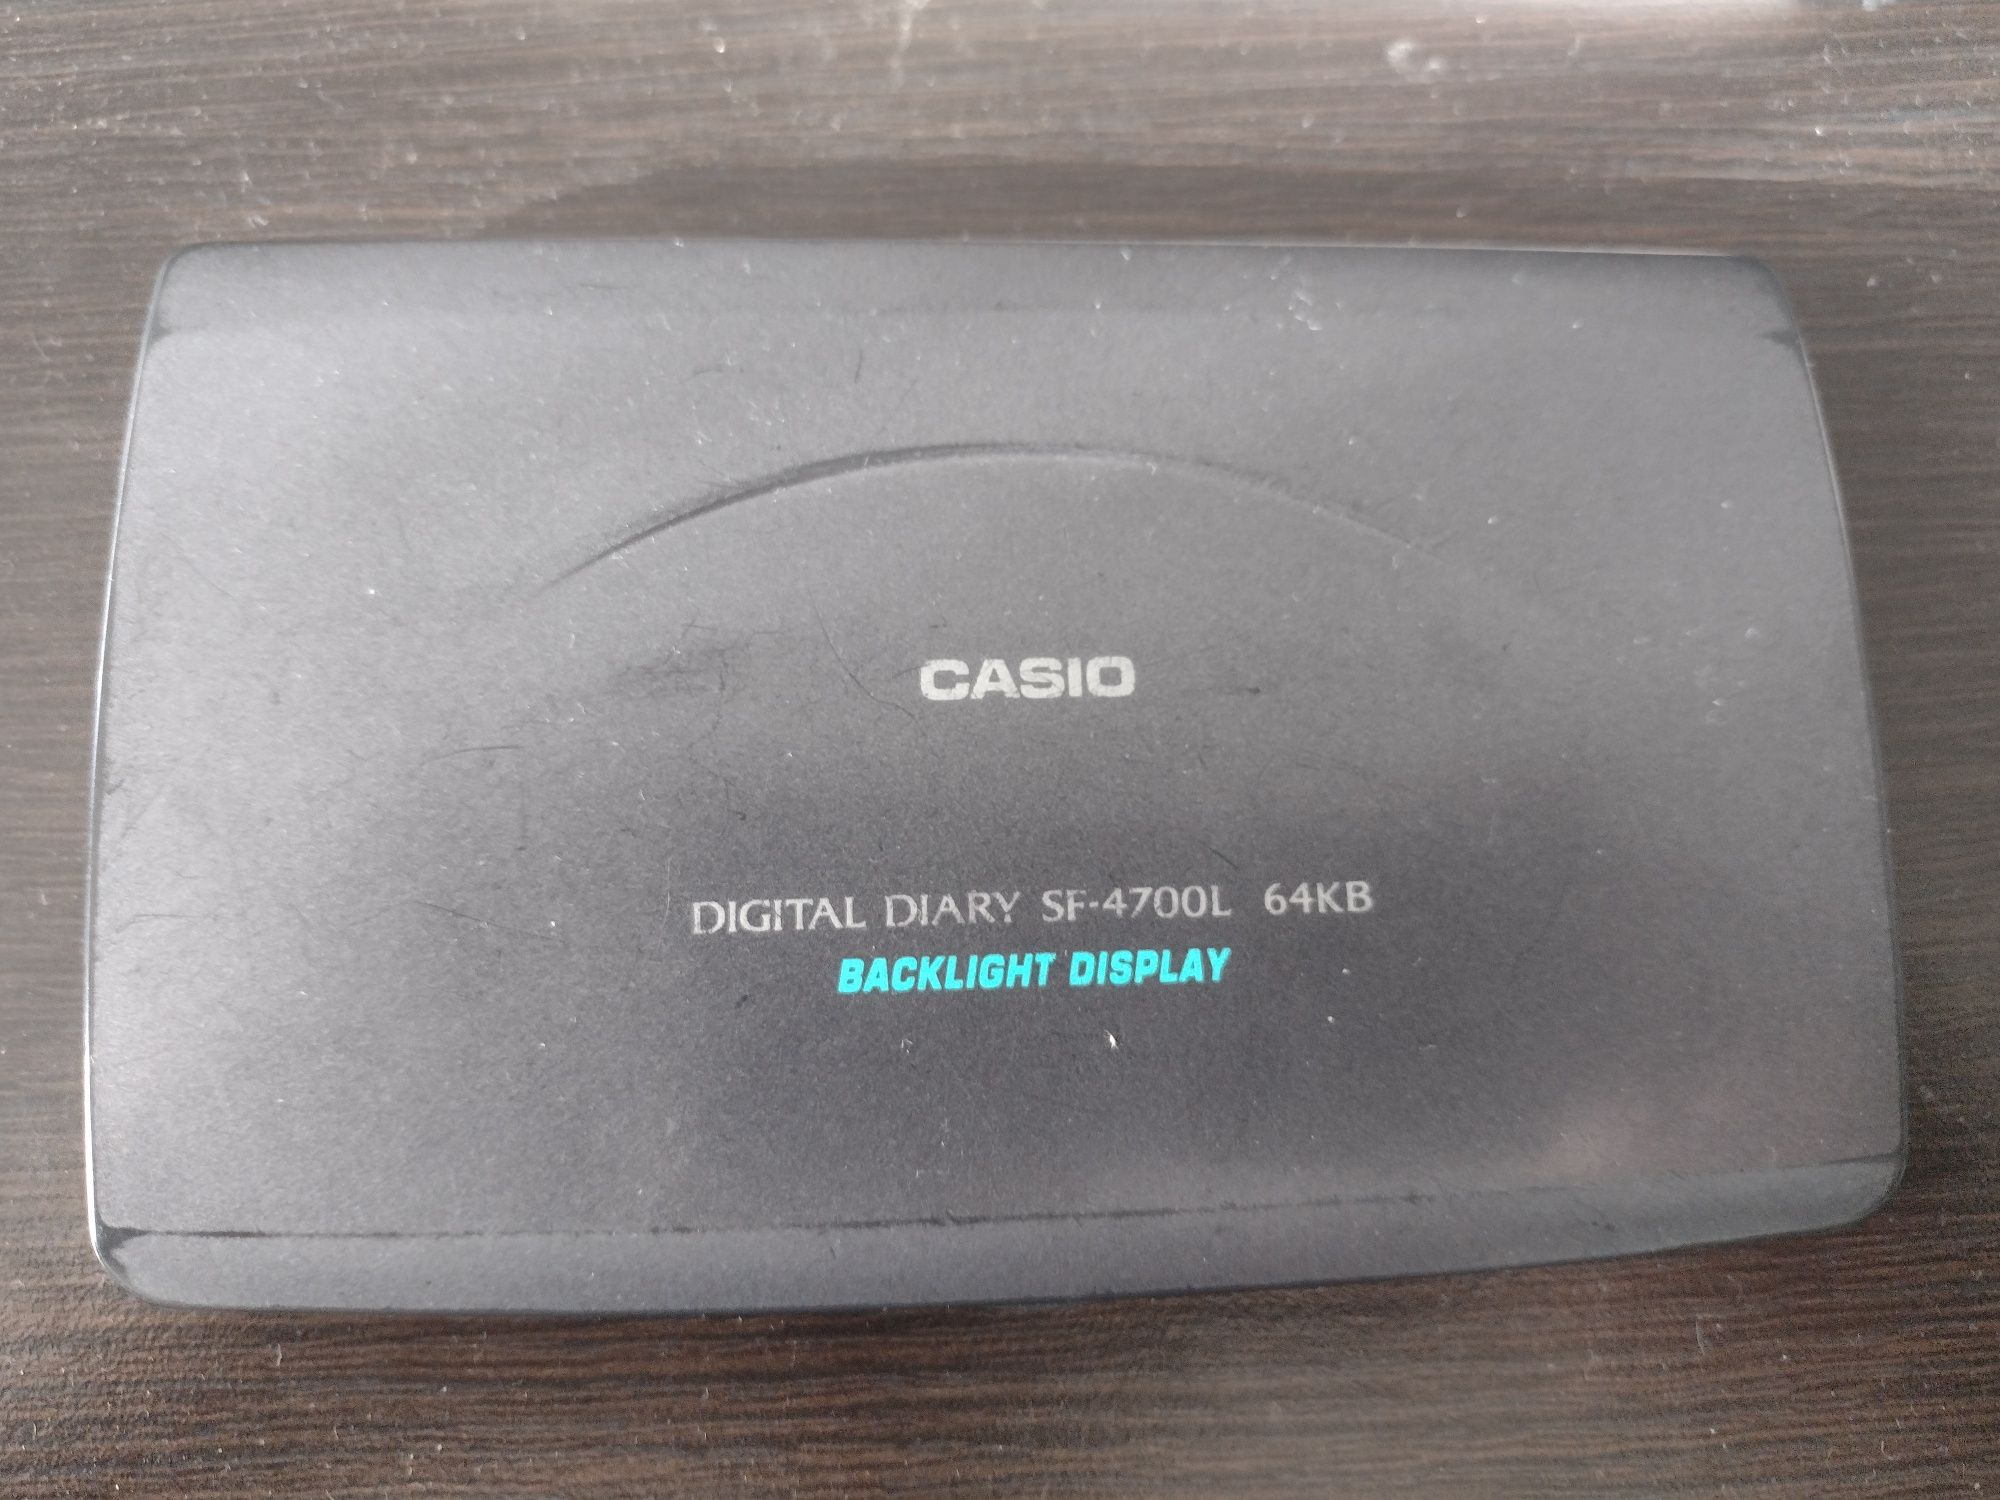 CASIO
DIGITAL DIARY SF-4700L 64KB
BACKLIGHT DISPLAY